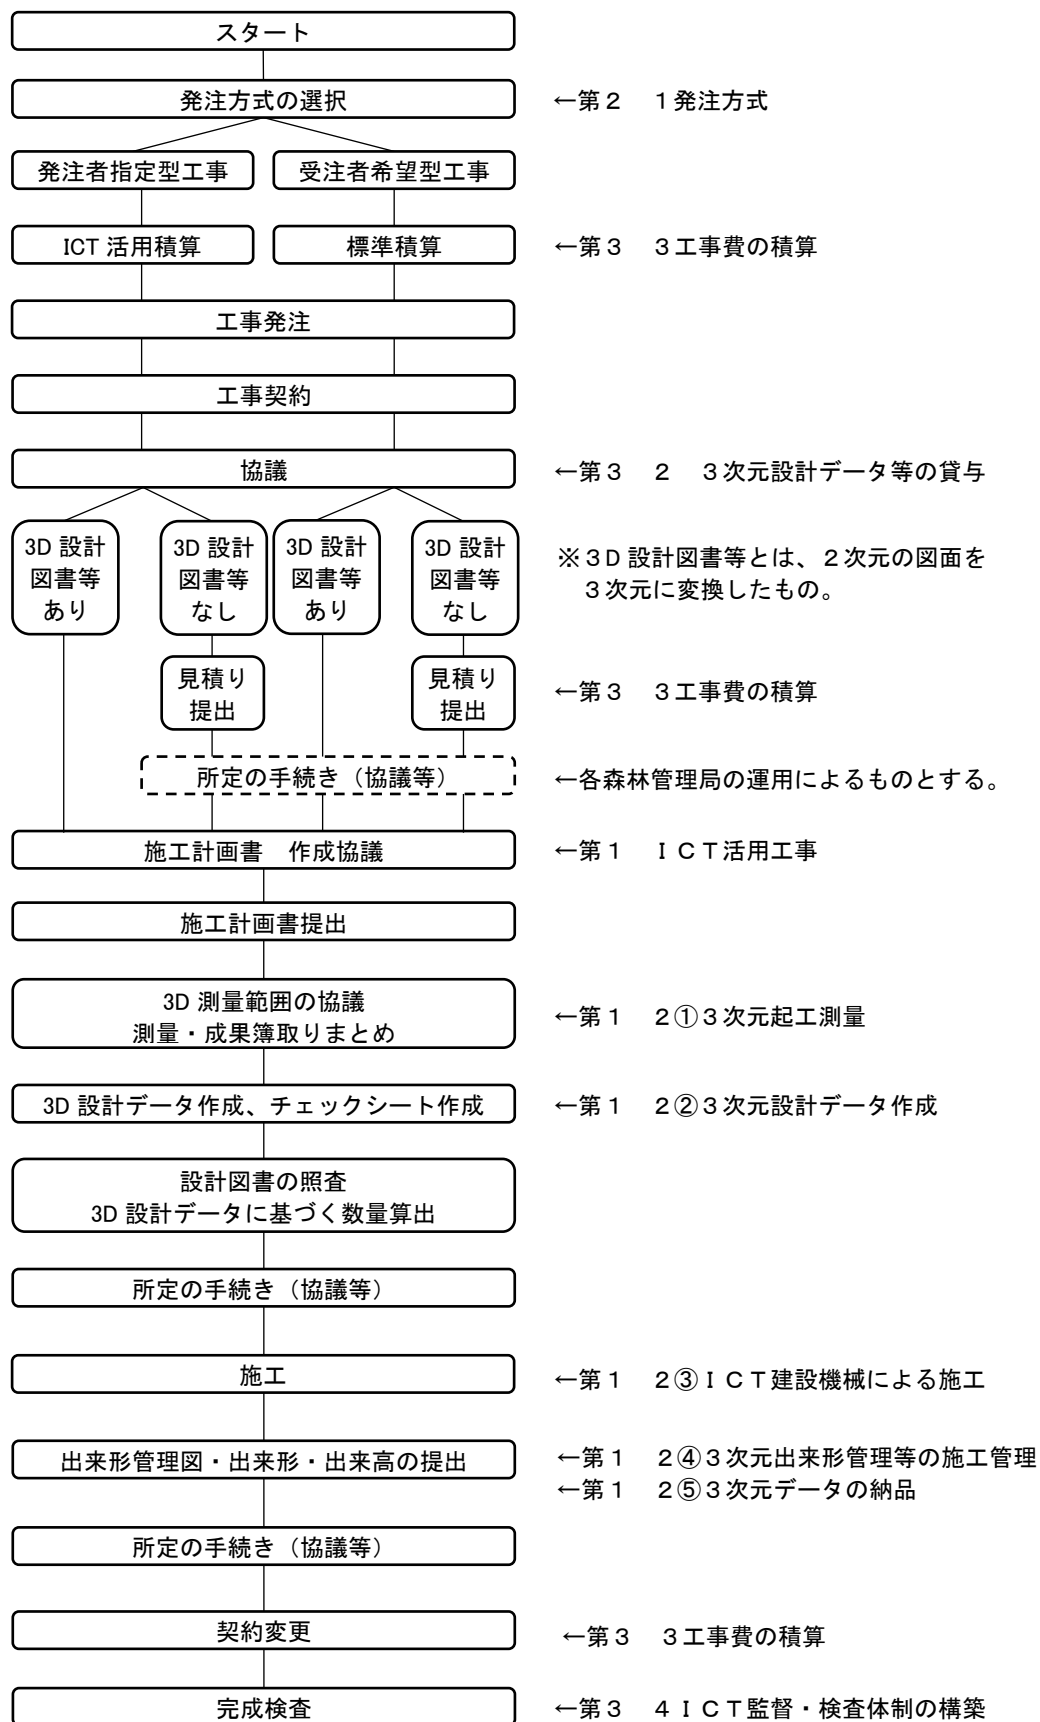 スタート
発注方式の選択　←第２　１発注方式
発注者指定型工事　受注者希望型工事
ICT 活用積算　標準積算　←第３　３工事費の積算
工事発注
工事契約
協議　←第３　２　３次元設計データ等の貸与
3D 設計
図書等
あり
3D 設計
図書等
なし
3D 設計
図書等
あり
3D 設計
図書等
なし
※３D 設計図書等とは、２次元の図面を
３次元に変換したもの。
見積り
提出
見積り
提出
←第３　３工事費の積算
所定の手続き（協議等）　←各森林管理局の運用によるものとする。
施工計画書　作成協議　←第１　ＩＣＴ活用工事
施工計画書提出
3D 測量範囲の協議
測量・成果簿取りまとめ
←第１　２①３次元起工測量
3D 設計データ作成、チェックシート作成　←第１　２②３次元設計データ作成
設計図書の照査
3D 設計データに基づく数量算出
所定の手続き（協議等）
施工　←第１　２③ＩＣＴ建設機械による施工
出来形管理図・出来形・出来高の提出
←第１　２④３次元出来形管理等の施工管理
←第１　２⑤３次元データの納品
所定の手続き（協議等）
契約変更　←第３　３工事費の積算
完成検査　←第３　４ＩＣＴ監督・検査体制の構築